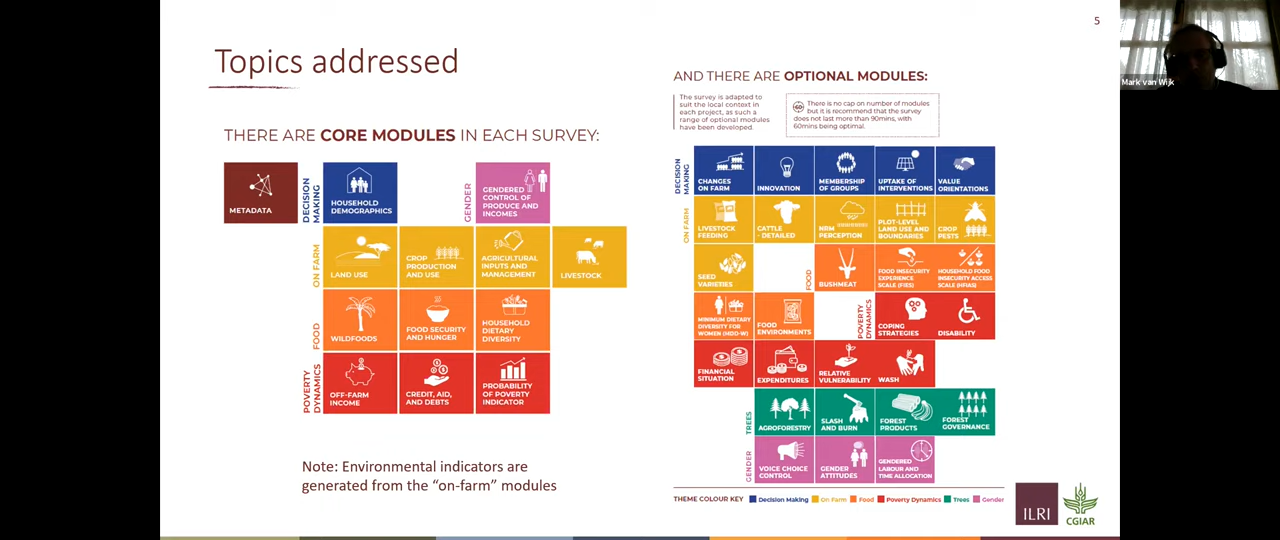 5
Mark van Wijk
Topics addressed
THERE ARE CORE MODULES IN EACH SURVEY:
METADATA
DECISION
MAKING
HOUSEHOLD
DEMOGRAPHICS
GENDER
GENDERED
CONTROL OF
PRODUCE AND
INCOMES
ON FARM
LAND USE
CROP
PRODUCTION
AND USE
AGRICULTURAL
INPUTS AND
MANAGEMENT
LIVESTOCK
FOOD
WILDFOODS
FOOD SECURITY
AND HUNGER
HOUSEHOLD
DIETARY
DIVERSITY
POVERTY
DYNAMICS
OFF-FARM
INCOME
CREDIT, AID,
AND DEBTS
PROBABILITY
OF POVERTY
INDICATOR
Note: Environmental indicators are
generated from the “on-farm” modules
AND THERE ARE OPTIONAL MODULES:
The survey is adapted to
suit the local context in
each project, as such a
range of optional modules
have been developed.
60
There is no cap on number of modules
but it is recommend that the survey
does not last more than 90mins, with
60mins being optimal.
DECISION
MAKING
CHANGES
ON FARM
INNOVATION
MEMBERSHIP
OF GROUPS
UPTAKE OF
INTERVENTIONS
VALUE
ORIENTATIONS
ON FARM
LIVESTOCK
FEEDING
CATTLE
- DETAILED
NRM
PERCEPTION
PLOT-LEVEL
LAND USE AND
BOUNDARIES
CROP
PESTS
SEED
VARIETIES
FOOD
BUSHMEAT
FOOD INSECURITY
EXPERIENCE
SCALE (FIES)
HOUSEHOLD FOOD
INSECURITY ACCESS
SCALE (HFIAS)
MINIMUM DIETARY
DIVERSITY FOR
WOMEN (MDD-W)
FOOD
ENVIRONMENTS
POVERTY
DYNAMICS
COPING
STRATEGIES
DISABILITY
FINANCIAL
SITUATION
EXPENDITURES
RELATIVE
VULNERABILITY
WASH
TREES
AGROFORESTRY
SLASH
AND BURN
FOREST
PRODUCTS
FOREST
GOVERNANCE
GENDER
VOICE CHOICE
CONTROL
GENDER
ATTITUDES
GENDERED
LABOUR AND
TIME ALLOCATION
THEME COLOUR KEY Decision Making On Farm Food Poverty Dynamics Trees Gender
ILRI
CGIAR